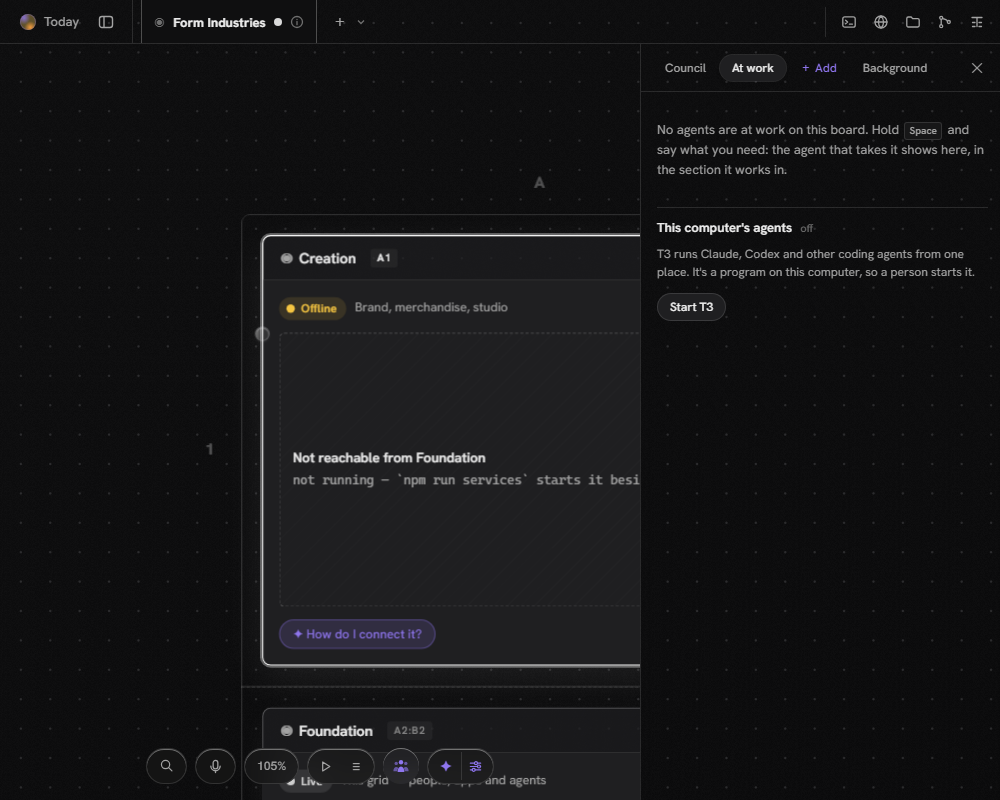 Today
Form Industries
Council
At work
+ Add
Background
No agents are at work on this board. Hold Space and
say what you need: the agent that takes it shows here, in
the section it works in.
This computer's agents off
T3 runs Claude, Codex and other coding agents from one
place. It's a program on this computer, so a person starts it.
Start T3
A
1
Creation A1
Offline Brand, merchandise, studio
Not reachable from Foundation
not running — `npm run services` starts it besi
✦ How do I connect it?
Foundation A2:B2
Live grid people, apps and agents
105%